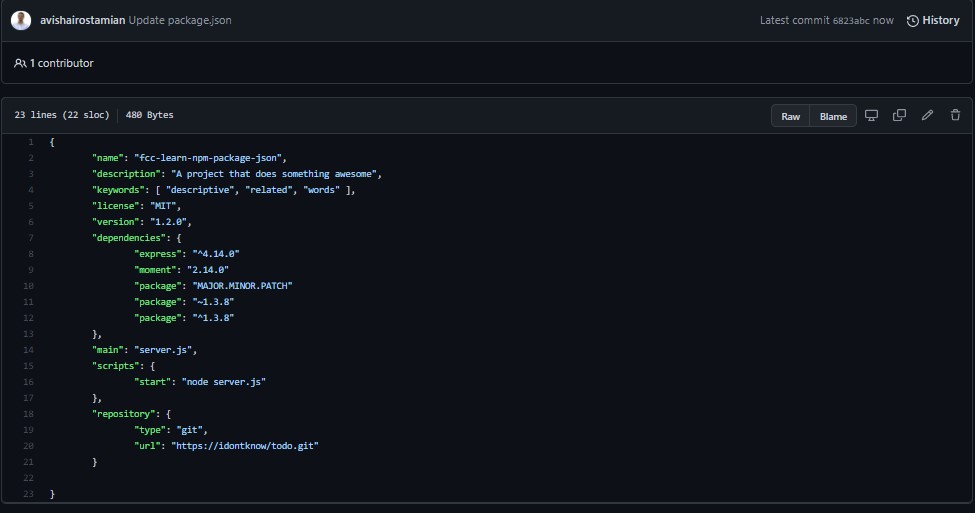 avishairostamian Update package.json Latest commit 6823abc now History
1 contributor
23 lines (22 sloc) 480 Bytes Raw Blame
1 {
2 "name": "fcc-learn-npm-package-json",
3 "description": "A project that does something awesome",
4 "keywords": [ "descriptive", "related", "words" ],
5 "license": "MIT",
6 "version": "1.2.0",
7 "dependencies": {
8 "express": "^4.14.0"
9 "moment": "2.14.0"
10 "package": "MAJOR.MINOR.PATCH"
11 "package": "~1.3.8"
12 "package": "^1.3.8"
13 },
14 "main": "server.js",
15 "scripts": {
16 "start": "node server.js"
17 },
18 "repository": {
19 "type": "git",
20 "url": "https://idontknow/todo.git"
21 }
22
23 }